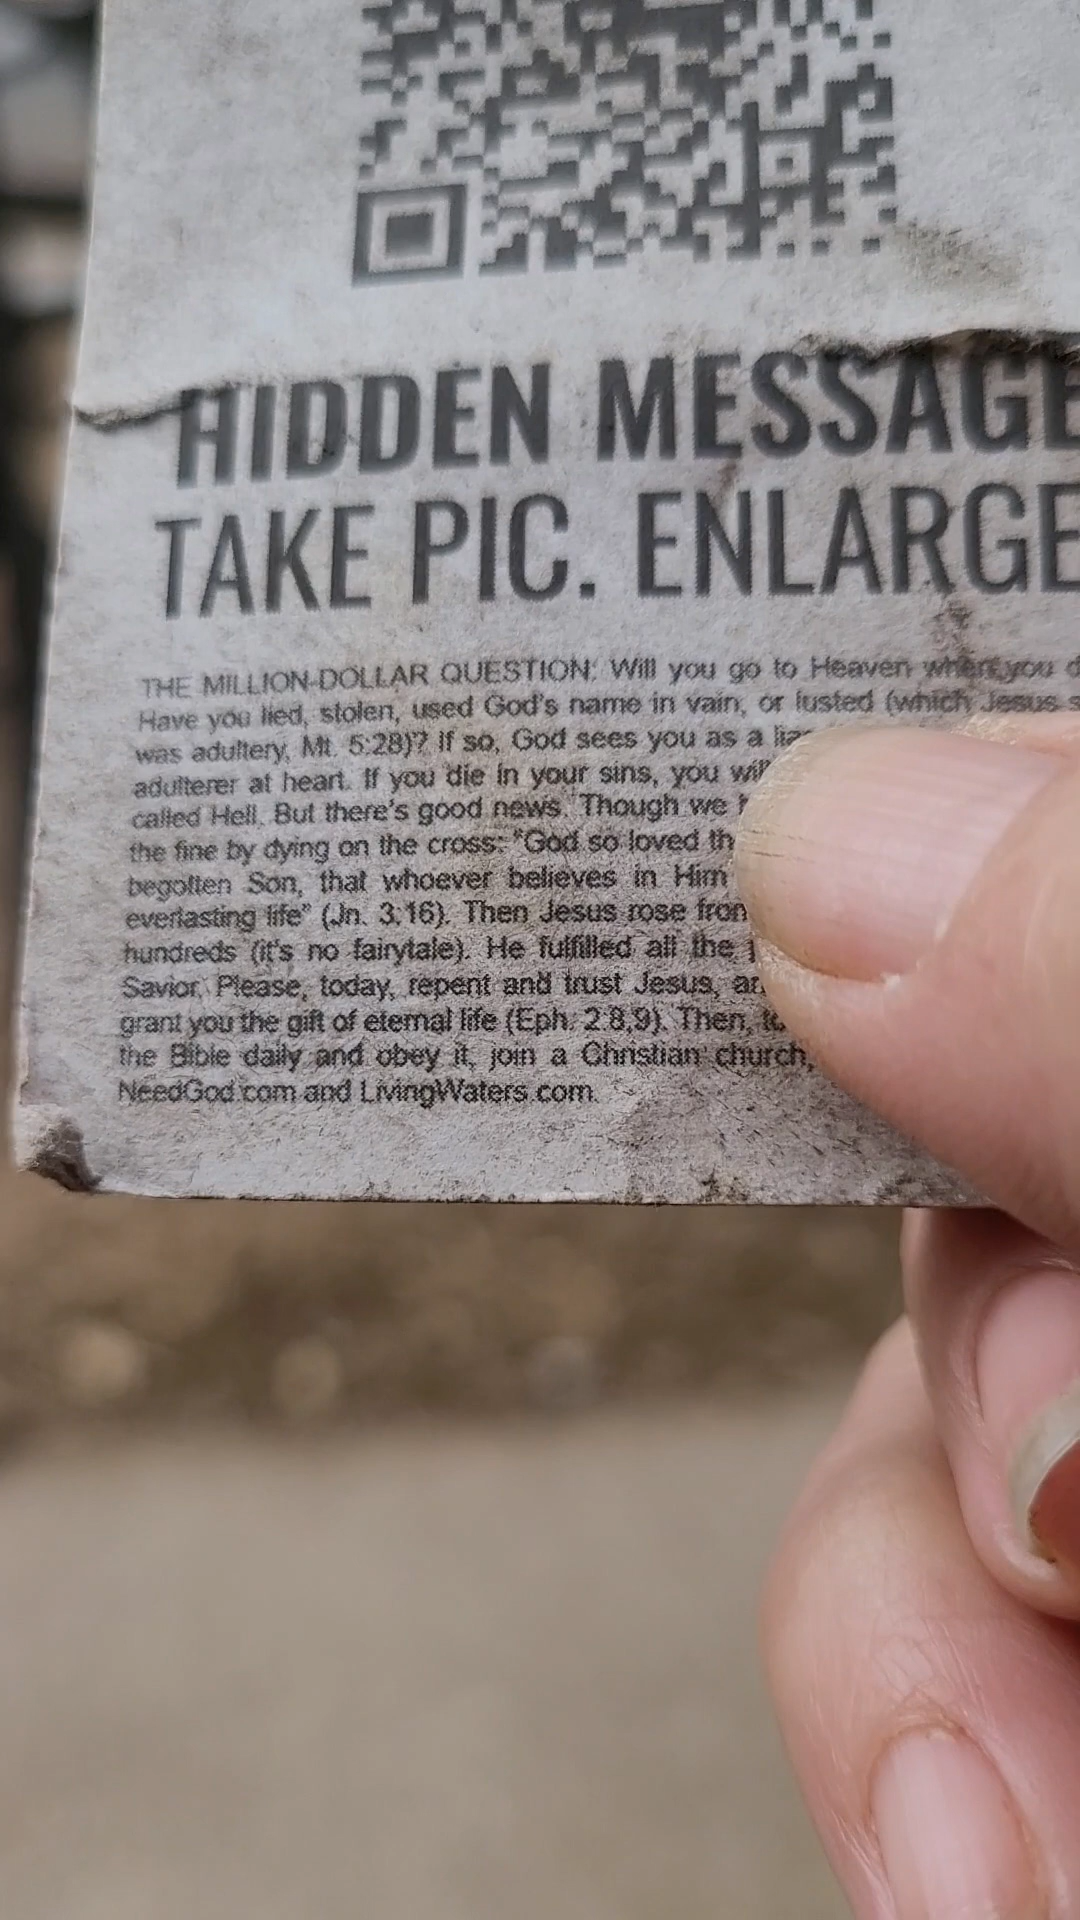 HIDDEN MESSAGE
TAKE PIC. ENLARGE
THE MILLION-DOLLAR QUESTION: Will you go to Heaven when you
Have you lied, stolen, used God's name in vain, or lusted (which Jesus
was adultery, Mt. 5:28)? If so, God sees you as a
adulterer at heart. If you die in your sins, you
called Hell. But there's good news. Though we
the fine by dying on the cross: "God so loved
begotten Son, that whoever believes in Him
everlasting life" (Jn. 3:16). Then Jesus rose
hundreds (it's no fairytale). He fulfilled all the
Savior. Please, today, repent and trust Jesus,
grant you the gift of eternal life (Eph. 2:8,9). Then,
the Bible daily and obey it, join a Christian church,
NeedGod.com and LivingWaters.com.